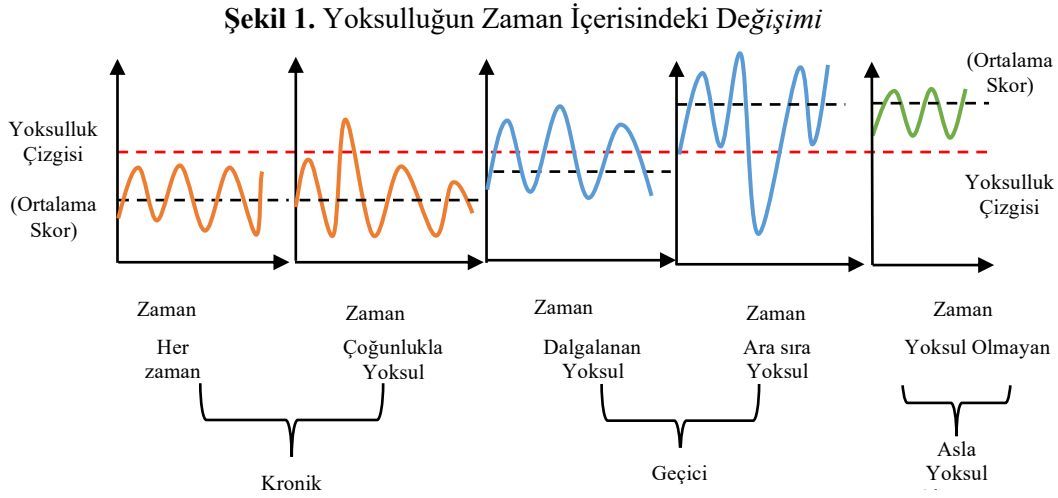 Şekil 1. Yoksulluğun Zaman İçerisindeki Değişimi
(Ortalama
Skor)
Yoksulluk
Çizgisi
(Ortalama
Skor)
Yoksulluk
Çizgisi
Zaman
Zaman
Zaman
Zaman
Zaman
Her
zaman
Çoğunlukla
Yoksul
Dalgalanan
Yoksul
Ara sıra
Yoksul
Yoksul Olmayan
Kronik
Geçici
Asla
Yoksul